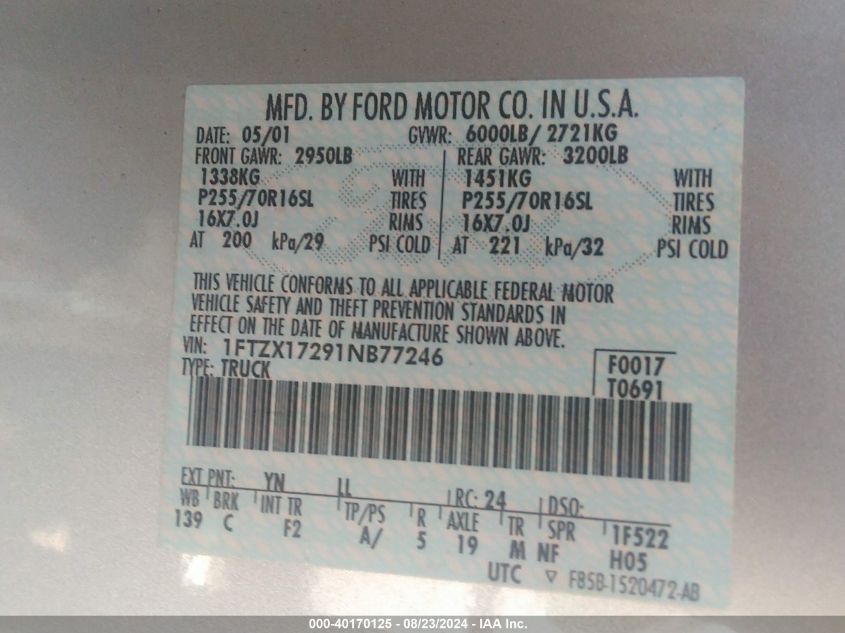 MFD. BY FORD MOTOR CO. IN U.S.A.
DATE: 05/01 GVWR: 6000LB/ 2721KG
FRONT GAWR: 2950LB REAR GAWR: 3200LB
1338KG WITH 1451KG WITH
P255/70R16SL TIRES P255/70R16SL TIRES
16X7.0J RIMS 16X7.0J RIMS
AT 200 kPa/29 PSI COLD AT 221 kPa/32 PSI COLD
THIS VEHICLE CONFORMS TO ALL APPLICABLE FEDERAL MOTOR
VEHICLE SAFETY AND THEFT PREVENTION STANDARDS IN
EFFECT ON THE DATE OF MANUFACTURE SHOWN ABOVE.
VIN: 1FTZX17291NB77246
TYPE: TRUCK
F0017
T0691
EXT PNT: YN LL RC: 24 DSO:
WB BRK INT TR TP/PS R AXLE TR SPR 1F522
139 C F2 A/ 5 19 M NF H05
UTC ▽ F85B-1520472-AB
000-40170125 - 08/23/2024 - IAA Inc.